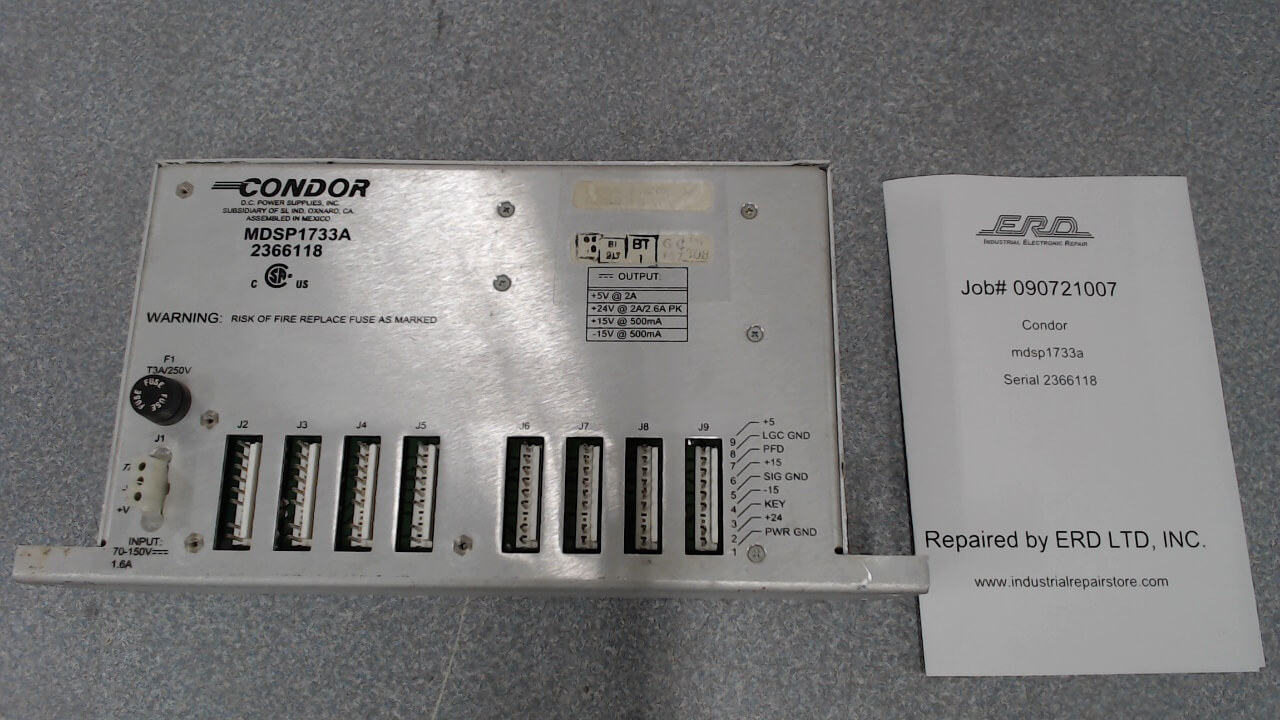 CONDOR
D.C. POWER SUPPLIES, INC.
SUBSIDIARY OF SL IND. OXNARD, CA.
ASSEMBLED IN MEXICO
MDSP1733A
2366118
C SA US
WARNING: RISK OF FIRE REPLACE FUSE AS MARKED
BT
1
OUTPUT:
+5V @ 2A
+24V @ 2A/2.6A PK
+15V @ 500mA
-15V @ 500mA
F1
T3A/250V
FUSE FUSE FUSE
J1
+V
INPUT:
70-150V
1.6A
J2 J3 J4 J5 J6 J7 J8 J9
+5
9 LGC GND
8 PFD
7 +15
6 SIG GND
5 -15
4 KEY
3 +24
2 PWR GND
1
ERD
INDUSTRIAL ELECTRONIC REPAIR
Job# 090721007
Condor
mdsp1733a
Serial 2366118
Repaired by ERD LTD, INC.
www.industrialrepairstore.com